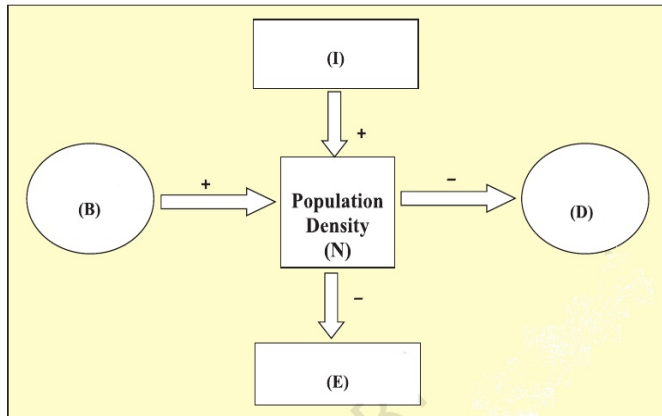 (I)
+
(B)
+
Population
Density
(N)
–
(D)
–
(E)